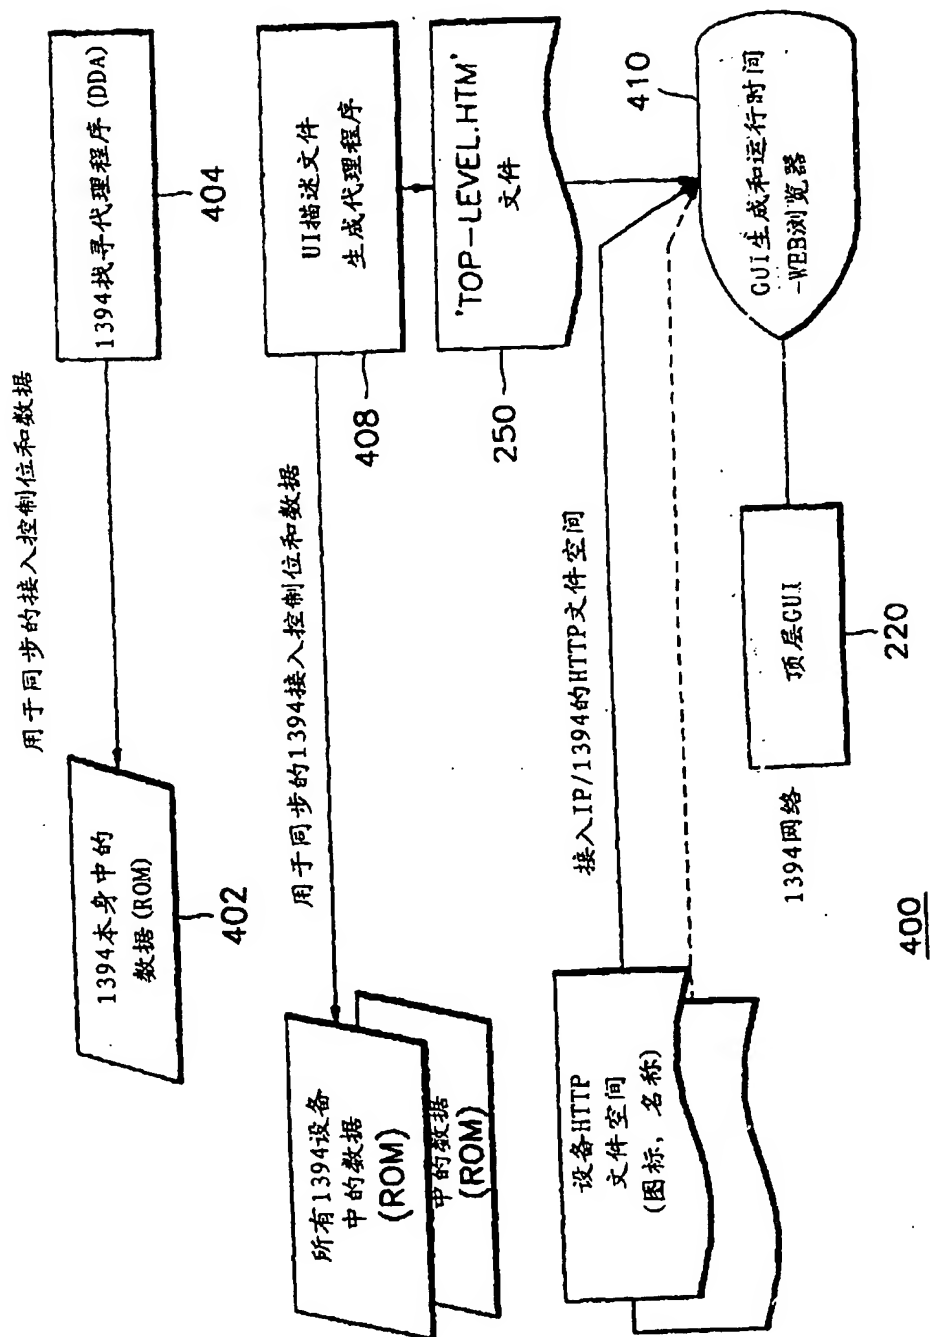 用于同步的接入控制位和数据
1394本身中的
数据(ROM)
402
1394找寻代理程序(DDA)
404
用于同步的1394接入控制位和数据
所有1394设备
中的数据
(ROM)
中的数据
(ROM)
UI描述文件
生成代理程序
408
'TOP-LEVEL.HTM'
文件
250
接入IP/1394的HTTP文件空间
设备HTTP
文件空间
(图标，名称)
410
GUI生成和运行时间
-WEB浏览器
顶层GUI
220
1394网络
400